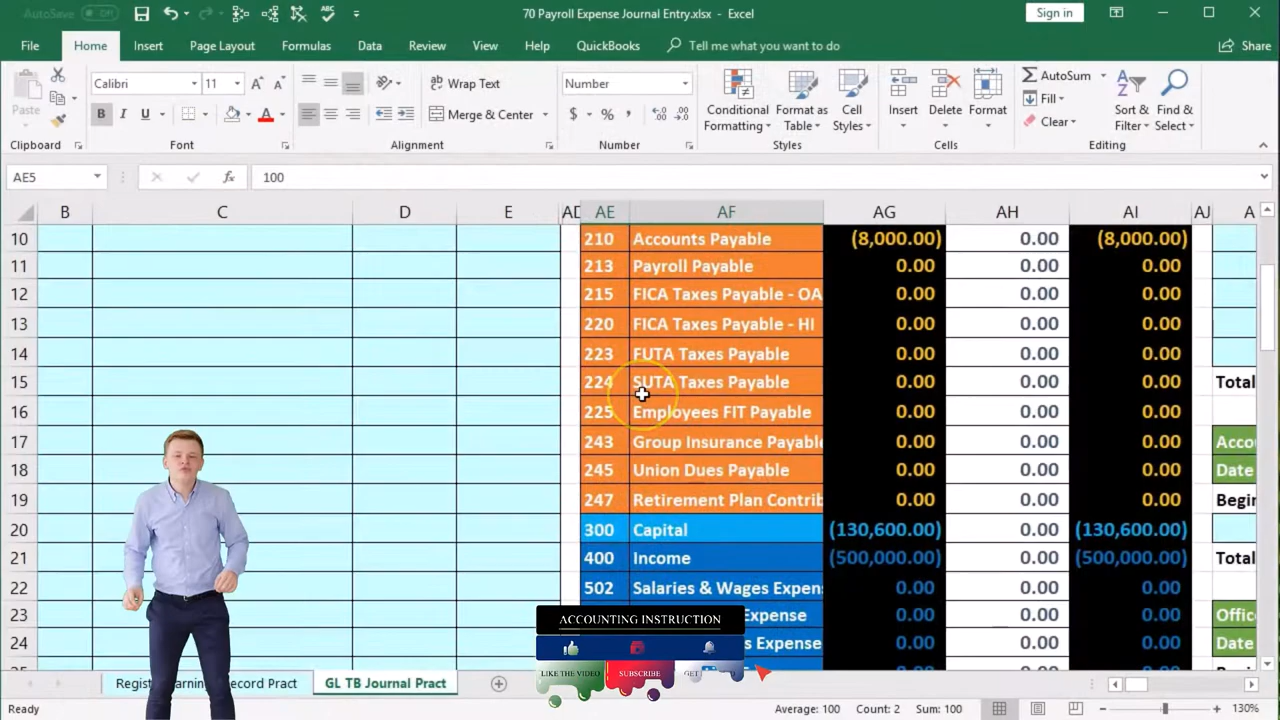 AutoSave Off 70 Payroll Expense Journal Entry.xlsx - Excel Sign in
File Home Insert Page Layout Formulas Data Review View Help QuickBooks Tell me what you want to do Share
Paste Calibri 11 Wrap Text Number AutoSum
B I U Merge & Center $ % Conditional Formatting Format as Table Cell Styles Insert Delete Format Fill Clear Sort & Filter Find & Select
Clipboard Font Alignment Number Styles Cells Editing
AE5 fx 100
B C D E AD AE AF AG AH AI AJ A
10 210 Accounts Payable (8,000.00) 0.00 (8,000.00)
11 213 Payroll Payable 0.00 0.00 0.00
12 215 FICA Taxes Payable - OA 0.00 0.00 0.00
13 220 FICA Taxes Payable - HI 0.00 0.00 0.00
14 223 FUTA Taxes Payable 0.00 0.00 0.00
15 224 SUTA Taxes Payable 0.00 0.00 0.00 Total
16 225 Employees FIT Payable 0.00 0.00 0.00
17 243 Group Insurance Payable 0.00 0.00 0.00 Acco
18 245 Union Dues Payable 0.00 0.00 0.00 Date
19 247 Retirement Plan Contrib 0.00 0.00 0.00 Begin
20 300 Capital (130,600.00) 0.00 (130,600.00)
21 400 Income (500,000.00) 0.00 (500,000.00) Total
22 502 Salaries & Wages Expen 0.00 0.00 0.00
23 Expense 0.00 0.00 0.00 Office
24 s Expense 0.00 0.00 0.00 Date
ACCOUNTING INSTRUCTION
LIKE THE VIDEO SUBSCRIBE GET
GL TB Journal Pract
Ready Average: 100 Count: 2 Sum: 100 130%